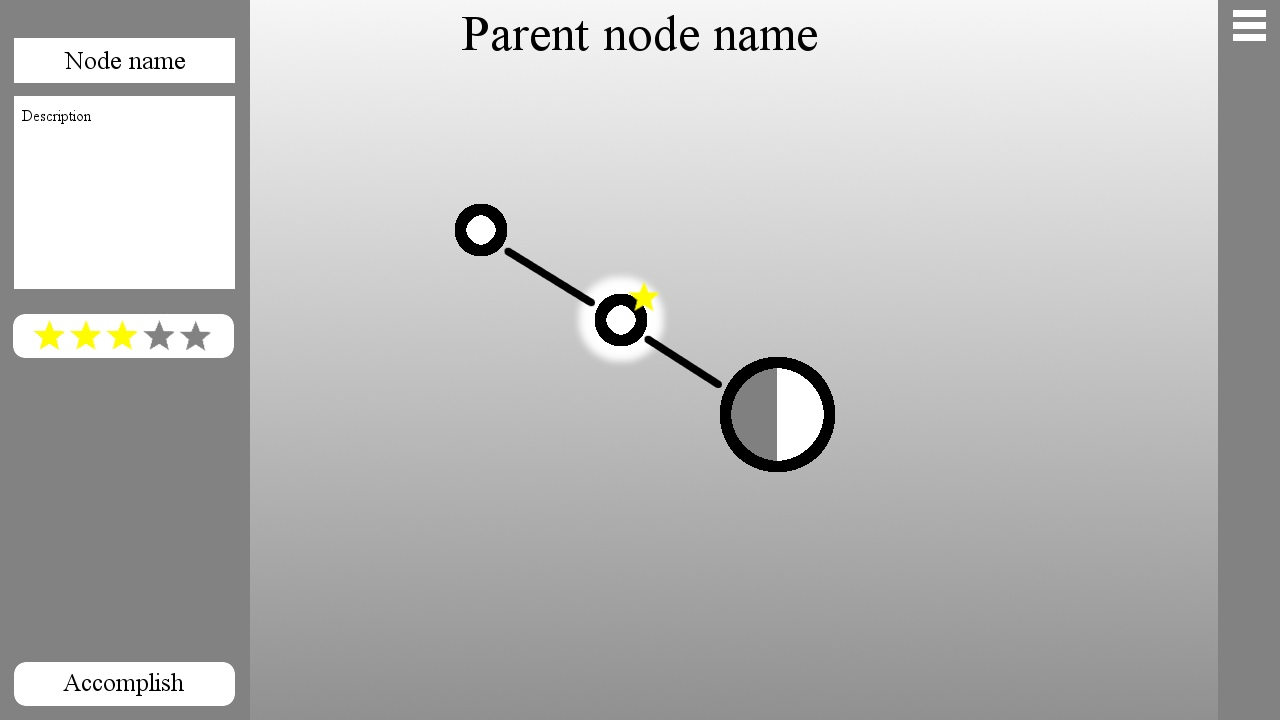 Parent node name
Node name
Description
Accomplish